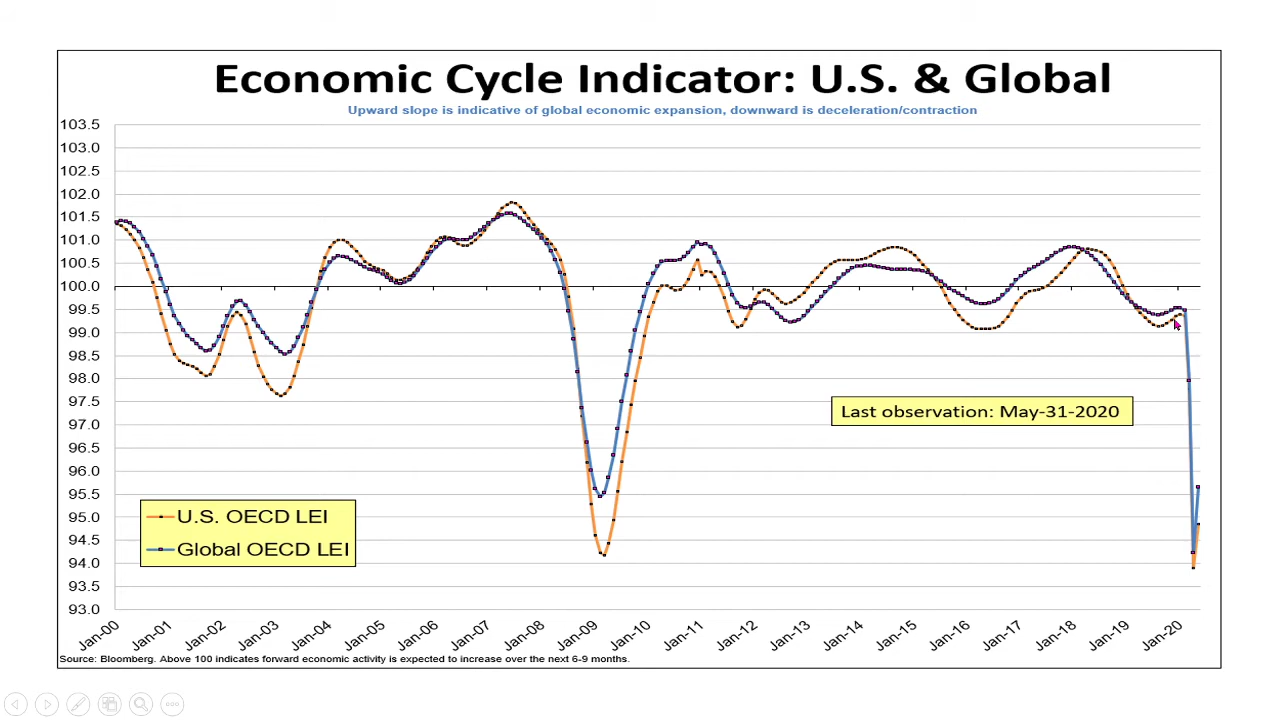 Economic Cycle Indicator: U.S. & Global
Upward slope is indicative of global economic expansion, downward is deceleration/contraction
103.5
103.0
102.5
102.0
101.5
101.0
100.5
100.0
99.5
99.0
98.5
98.0
97.5
97.0
96.5
96.0
95.5
95.0
94.5
94.0
93.5
93.0
Last observation: May-31-2020
U.S. OECD LEI
Global OECD LEI
Jan-00
Jan-01
Jan-02
Jan-03
Jan-04
Jan-05
Jan-06
Jan-07
Jan-08
Jan-09
Jan-10
Jan-11
Jan-12
Jan-13
Jan-14
Jan-15
Jan-16
Jan-17
Jan-18
Jan-19
Jan-20
Source: Bloomberg. Above 100 indicates forward economic activity is expected to increase over the next 6-9 months.